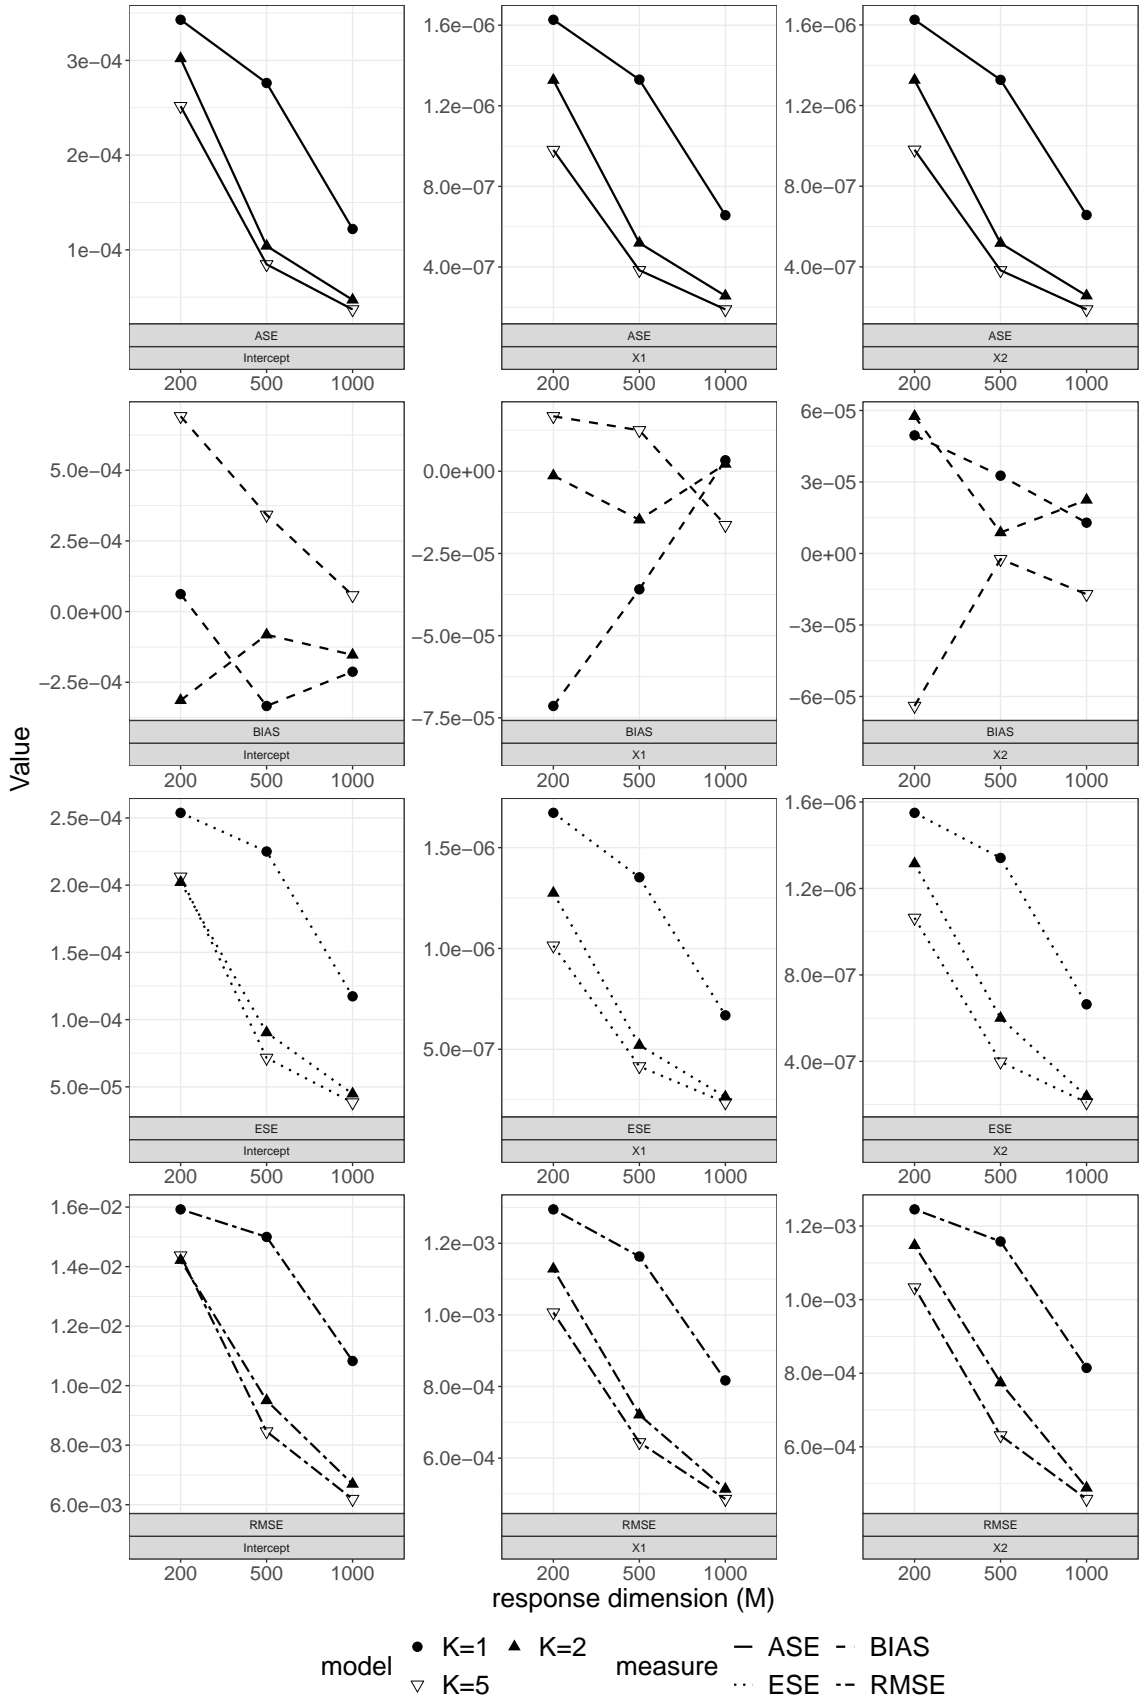 3e−04
2e−04
1e−04
1.6e−06
1.2e−06
8.0e−07
4.0e−07
1.6e−06
1.2e−06
8.0e−07
4.0e−07
ASE ASE ASE
Intercept X1 X2
200 500 1000 200 500 1000 200 500 1000
5.0e−04
2.5e−04
0.0e+00
−2.5e−04
0.0e+00
−2.5e−05
−5.0e−05
−7.5e−05
6e−05
3e−05
0e+00
−3e−05
−6e−05
BIAS BIAS BIAS
Intercept X1 X2
200 500 1000 200 500 1000 200 500 1000
Value
2.5e−04
2.0e−04
1.5e−04
1.0e−04
5.0e−05
1.5e−06
1.0e−06
5.0e−07
1.6e−06
1.2e−06
8.0e−07
4.0e−07
ESE ESE ESE
Intercept X1 X2
200 500 1000 200 500 1000 200 500 1000
1.6e−02
1.4e−02
1.2e−02
1.0e−02
8.0e−03
6.0e−03
1.2e−03
1.0e−03
8.0e−04
6.0e−04
1.2e−03
1.0e−03
8.0e−04
6.0e−04
RMSE RMSE RMSE
Intercept X1 X2
200 500 1000 200 500 1000 200 500 1000
response dimension (M)
model K=1 K=2 K=5
measure ASE BIAS ESE RMSE